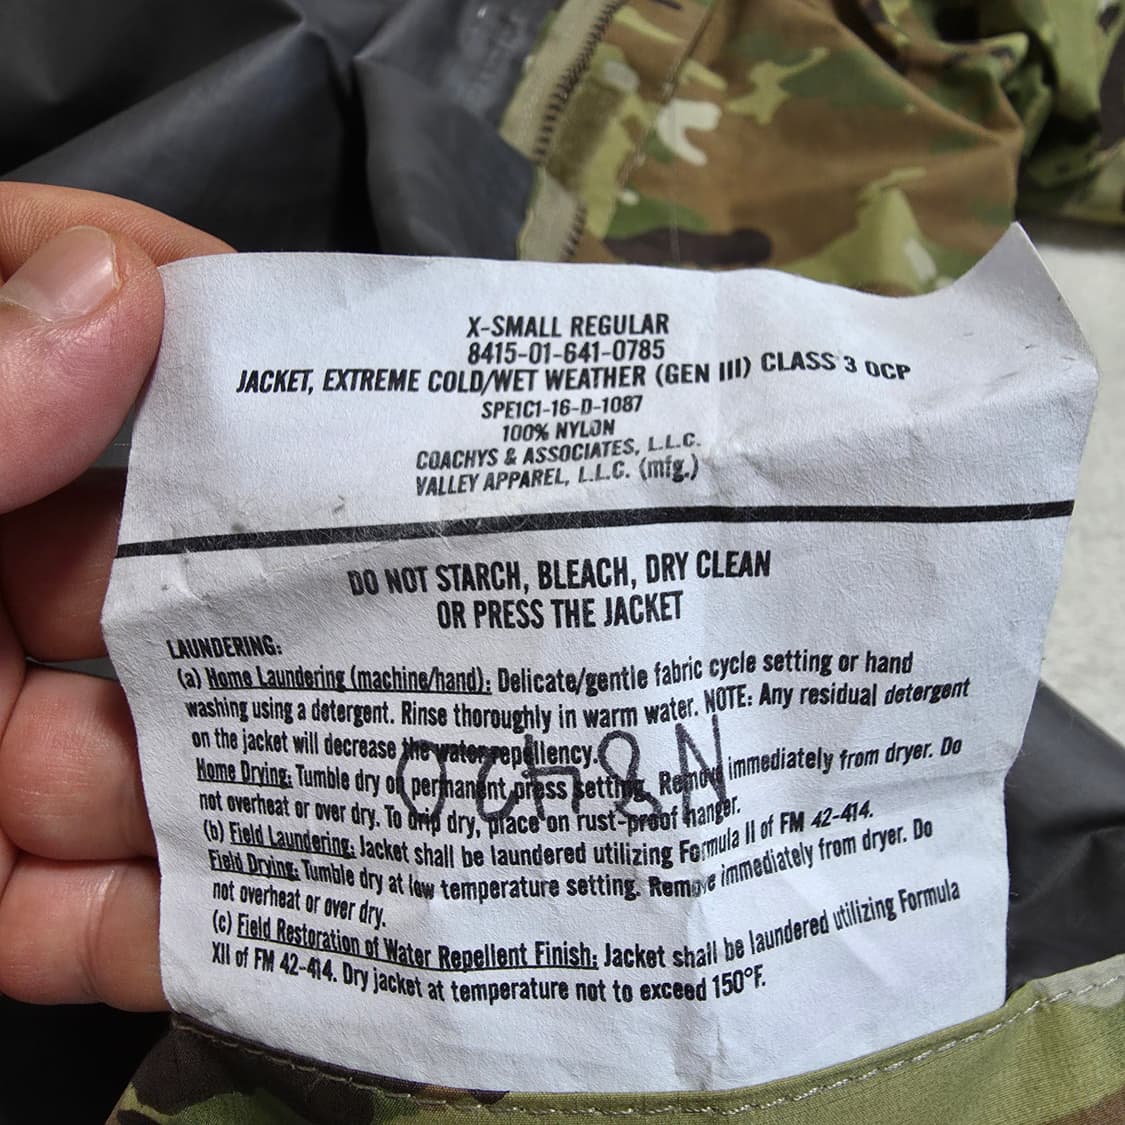 X-SMALL REGULAR
8415-01-641-0785
JACKET, EXTREME COLD/WET WEATHER (GEN III) CLASS 3 OCP
SPE1C1-16-D-1087
100% NYLON
COACHYS & ASSOCIATES, L.L.C.
VALLEY APPAREL, L.L.C. (mfg.)
DO NOT STARCH, BLEACH, DRY CLEAN
OR PRESS THE JACKET
LAUNDERING:
(a) Home Laundering (machine/hand): Delicate/gentle fabric cycle setting or hand
washing using a detergent. Rinse thoroughly in warm water. NOTE: Any residual detergent
on the jacket will decrease the water repellency.
Home Drying: Tumble dry on permanent press setting. Remove immediately from dryer. Do
not overheat or over dry. To drip dry, place on rust-proof hanger.
(b) Field Laundering: Jacket shall be laundered utilizing Formula II of FM 42-414.
Field Drying: Tumble dry at low temperature setting. Remove immediately from dryer. Do
not overheat or over dry.
(c) Field Restoration of Water Repellent Finish: Jacket shall be laundered utilizing Formula
XII of FM 42-414. Dry jacket at temperature not to exceed 150°F.